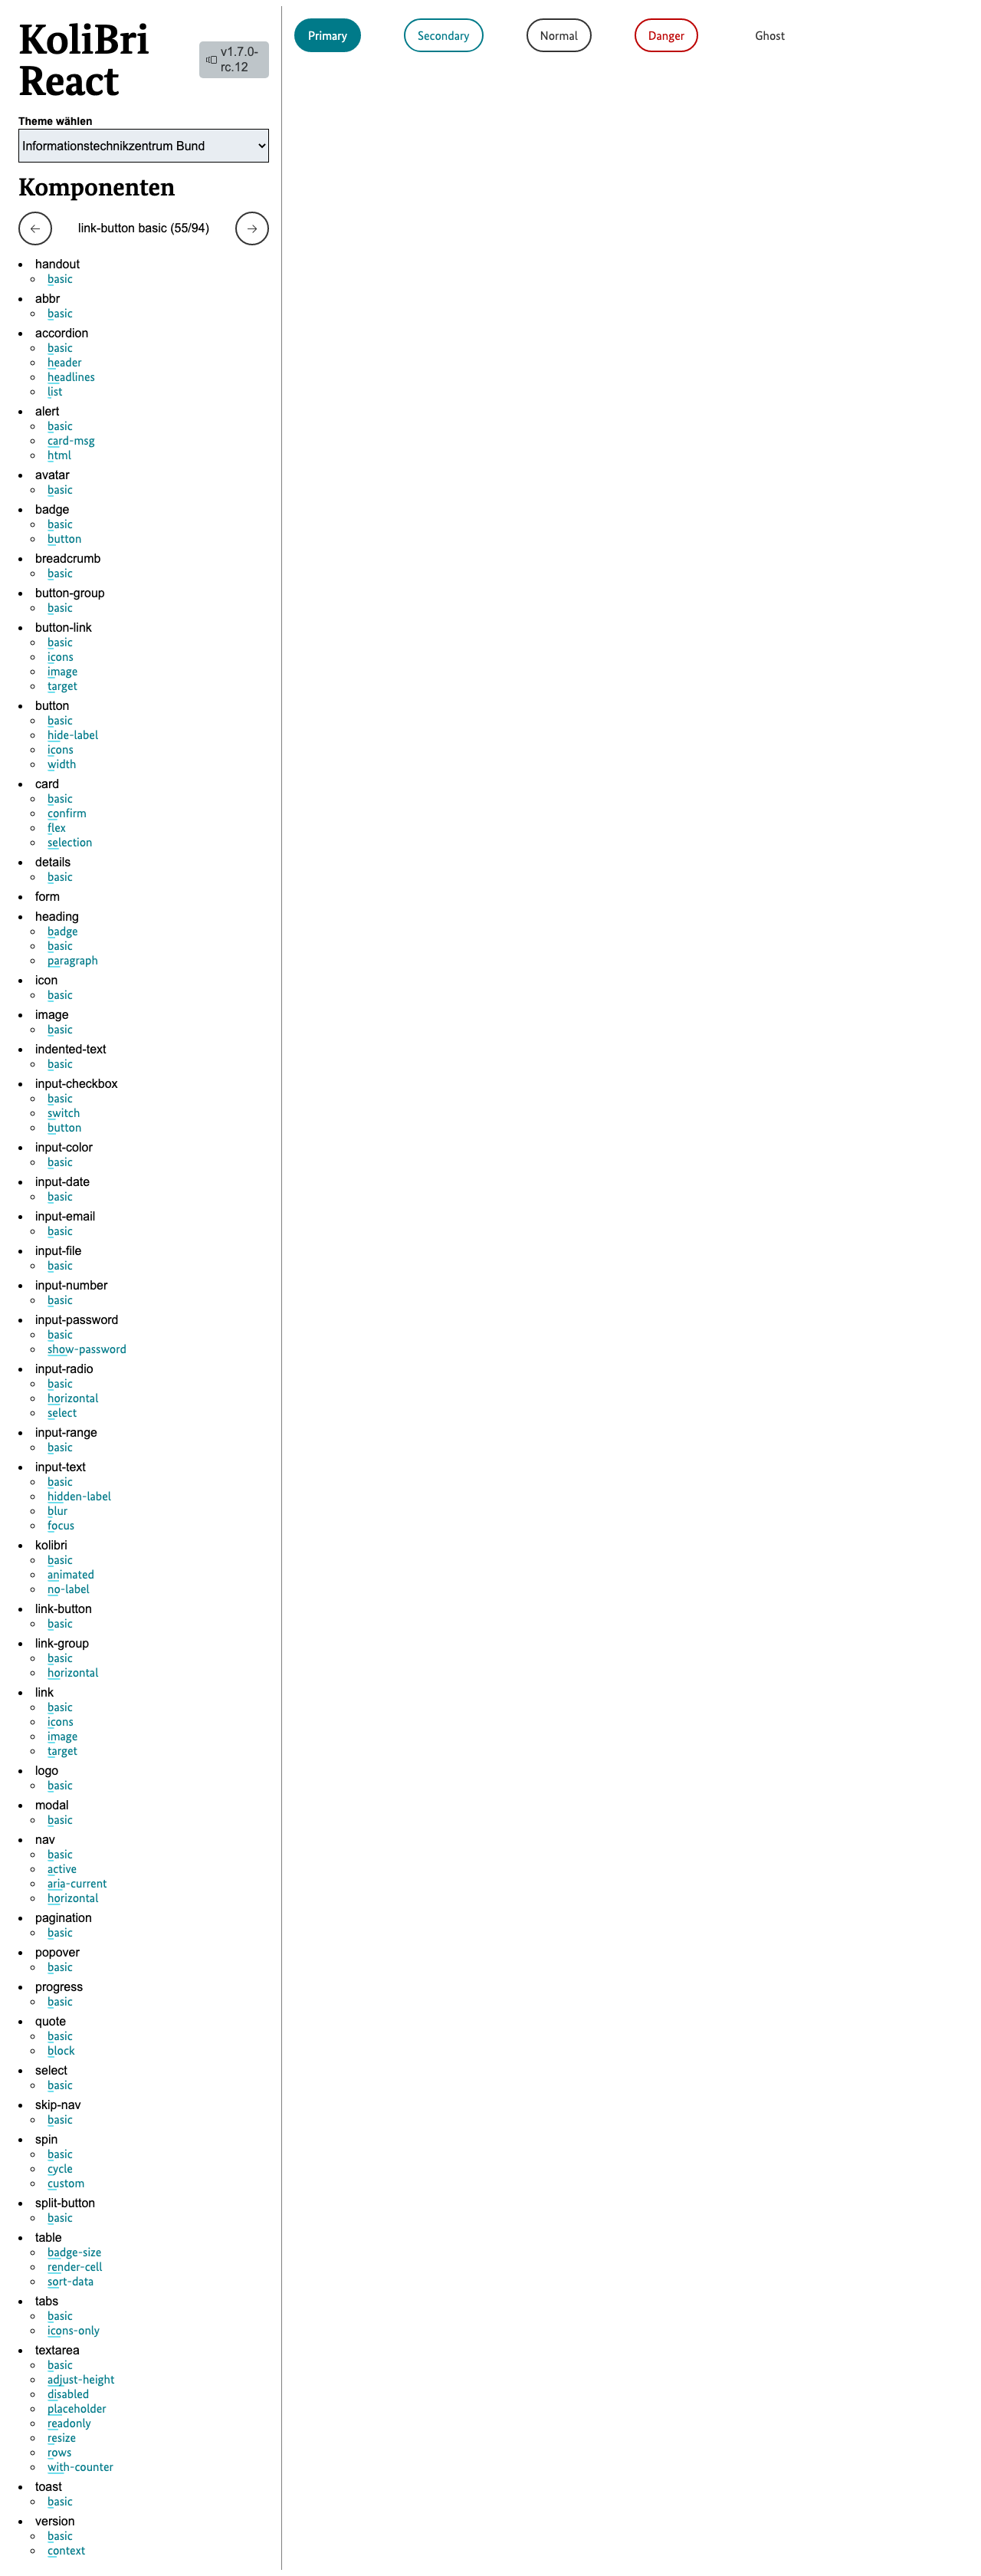 KoliBri
React
v1.7.0-
rc.12
Theme wählen
Informationstechnikzentrum Bund
Komponenten
link-button basic (55/94)
handout
basic
abbr
basic
accordion
basic
header
headlines
list
alert
basic
card-msg
html
avatar
basic
badge
basic
button
breadcrumb
basic
button-group
basic
button-link
basic
icons
image
target
button
basic
hide-label
icons
width
card
basic
confirm
flex
selection
details
basic
form
heading
badge
basic
paragraph
icon
basic
image
basic
indented-text
basic
input-checkbox
basic
switch
button
input-color
basic
input-date
basic
input-email
basic
input-file
basic
input-number
basic
input-password
basic
show-password
input-radio
basic
horizontal
select
input-range
basic
input-text
basic
hidden-label
blur
focus
kolibri
basic
animated
no-label
link-button
basic
link-group
basic
horizontal
link
basic
icons
image
target
logo
basic
modal
basic
nav
basic
active
aria-current
horizontal
pagination
basic
popover
basic
progress
basic
quote
basic
block
select
basic
skip-nav
basic
spin
basic
cycle
custom
split-button
basic
table
badge-size
render-cell
sort-data
tabs
basic
icons-only
textarea
basic
adjust-height
disabled
placeholder
readonly
resize
rows
with-counter
toast
basic
version
basic
context
Primary Secondary Normal Danger Ghost